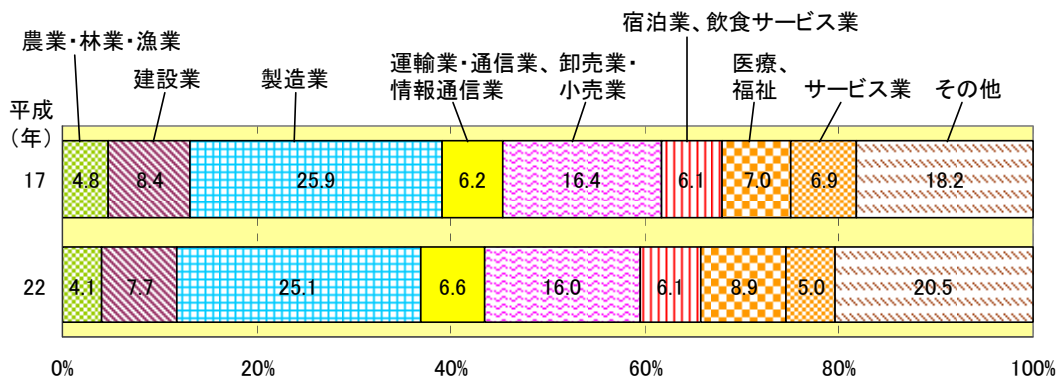 宿泊業、飲食サービス業
農業・林業・漁業
建設業
製造業
運輸業・通信業、
情報通信業
卸売業・
小売業
医療、
福祉
サービス業
その他
平成
(年)
17
4.8
8.4
25.9
6.2
16.4
6.1
7.0
6.9
18.2
22
4.1
7.7
25.1
6.6
16.0
6.1
8.9
5.0
20.5
0%
20%
40%
60%
80%
100%